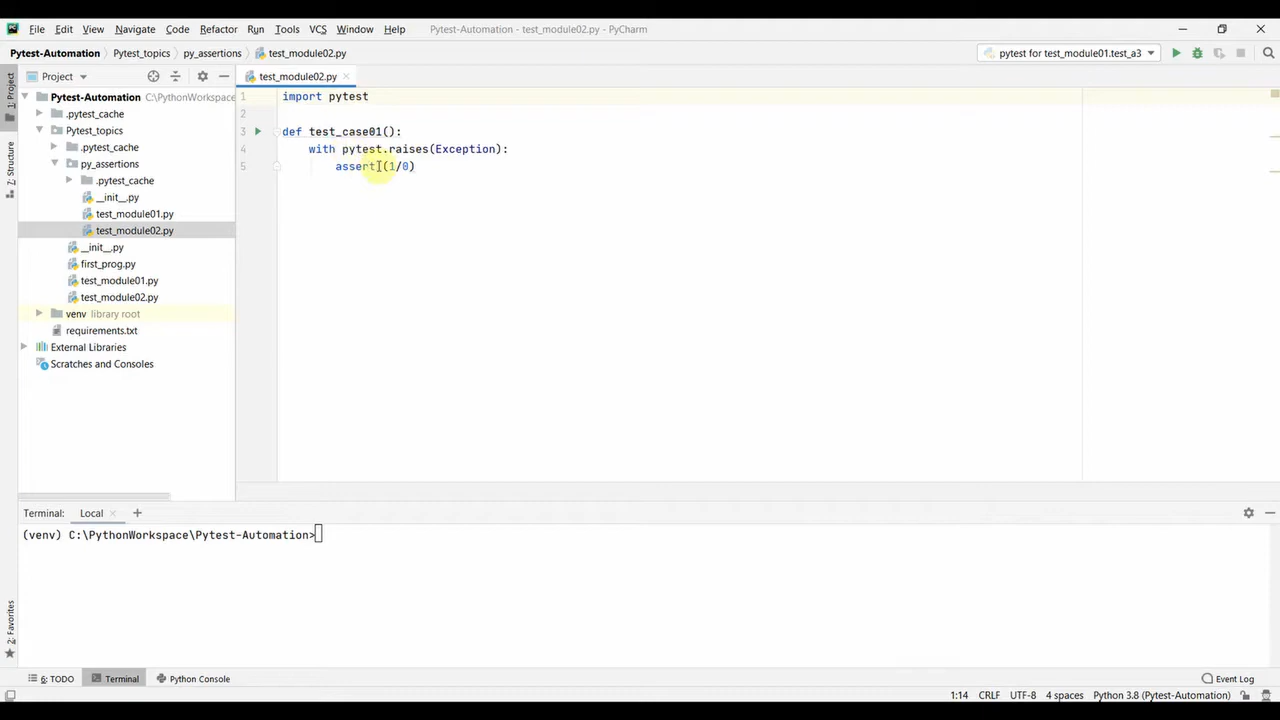 File Edit View Navigate Code Refactor Run Tools VCS Window Help Pytest-Automation - test_module02.py - PyCharm
Pytest-Automation Pytest_topics py_assertions test_module02.py pytest for test_module01.test_a3
1: Project
Project
test_module02.py
Pytest-Automation C:\PythonWorkspace
.pytest_cache
Pytest_topics
.pytest_cache
py_assertions
.pytest_cache
__init__.py
test_module01.py
test_module02.py
__init__.py
first_prog.py
test_module01.py
test_module02.py
venv library root
requirements.txt
External Libraries
Scratches and Consoles
7: Structure
1 import pytest
2
3 def test_case01():
4 with pytest.raises(Exception):
5 assert (1/0)
Terminal: Local
(venv) C:\PythonWorkspace\Pytest-Automation>
2: Favorites
6: TODO Terminal Python Console Event Log
1:14 CRLF UTF-8 4 spaces Python 3.8 (Pytest-Automation)